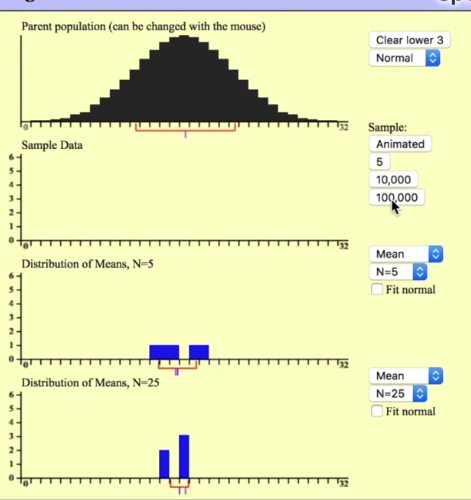 Parent population (can be changed with the mouse)
Clear lower 3
Normal
0
32
Sample:
Animated
5
10,000
100,000
Sample Data
6
5
4
3
2
1
0
Mean
N=5
Fit normal
Distribution of Means, N=5
6
5
4
3
2
1
0
0
32
Mean
N=25
Fit normal
Distribution of Means, N=25
6
5
4
3
2
1
0
0
32